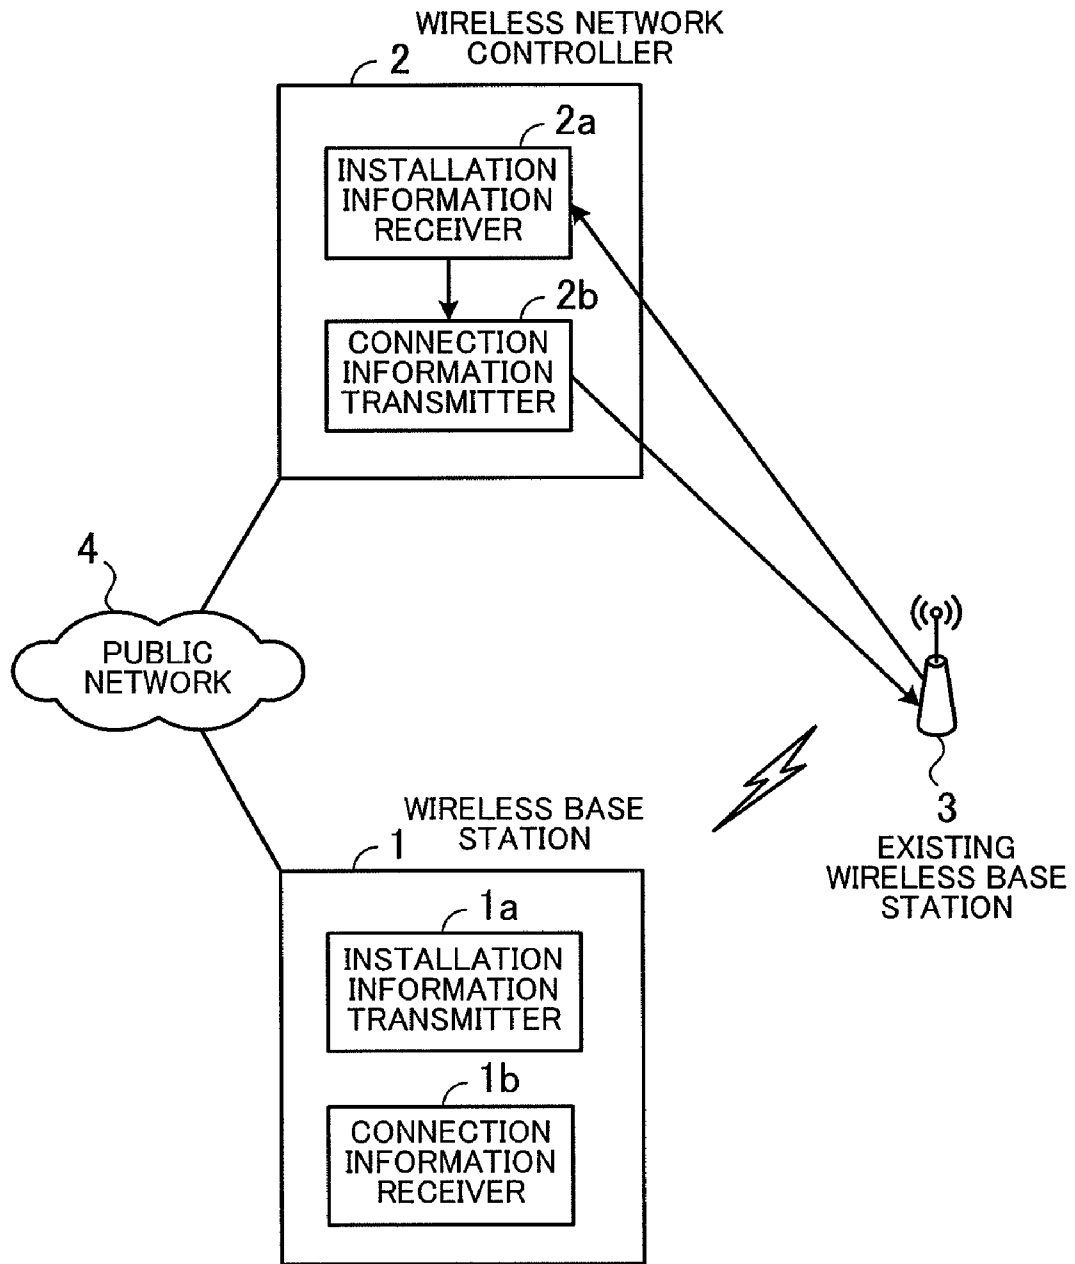 WIRELESS NETWORK
CONTROLLER
2
2a
INSTALLATION
INFORMATION
RECEIVER
2b
CONNECTION
INFORMATION
TRANSMITTER
4
PUBLIC
NETWORK
3
EXISTING
WIRELESS BASE
STATION
WIRELESS BASE
STATION
1
1a
INSTALLATION
INFORMATION
TRANSMITTER
1b
CONNECTION
INFORMATION
RECEIVER